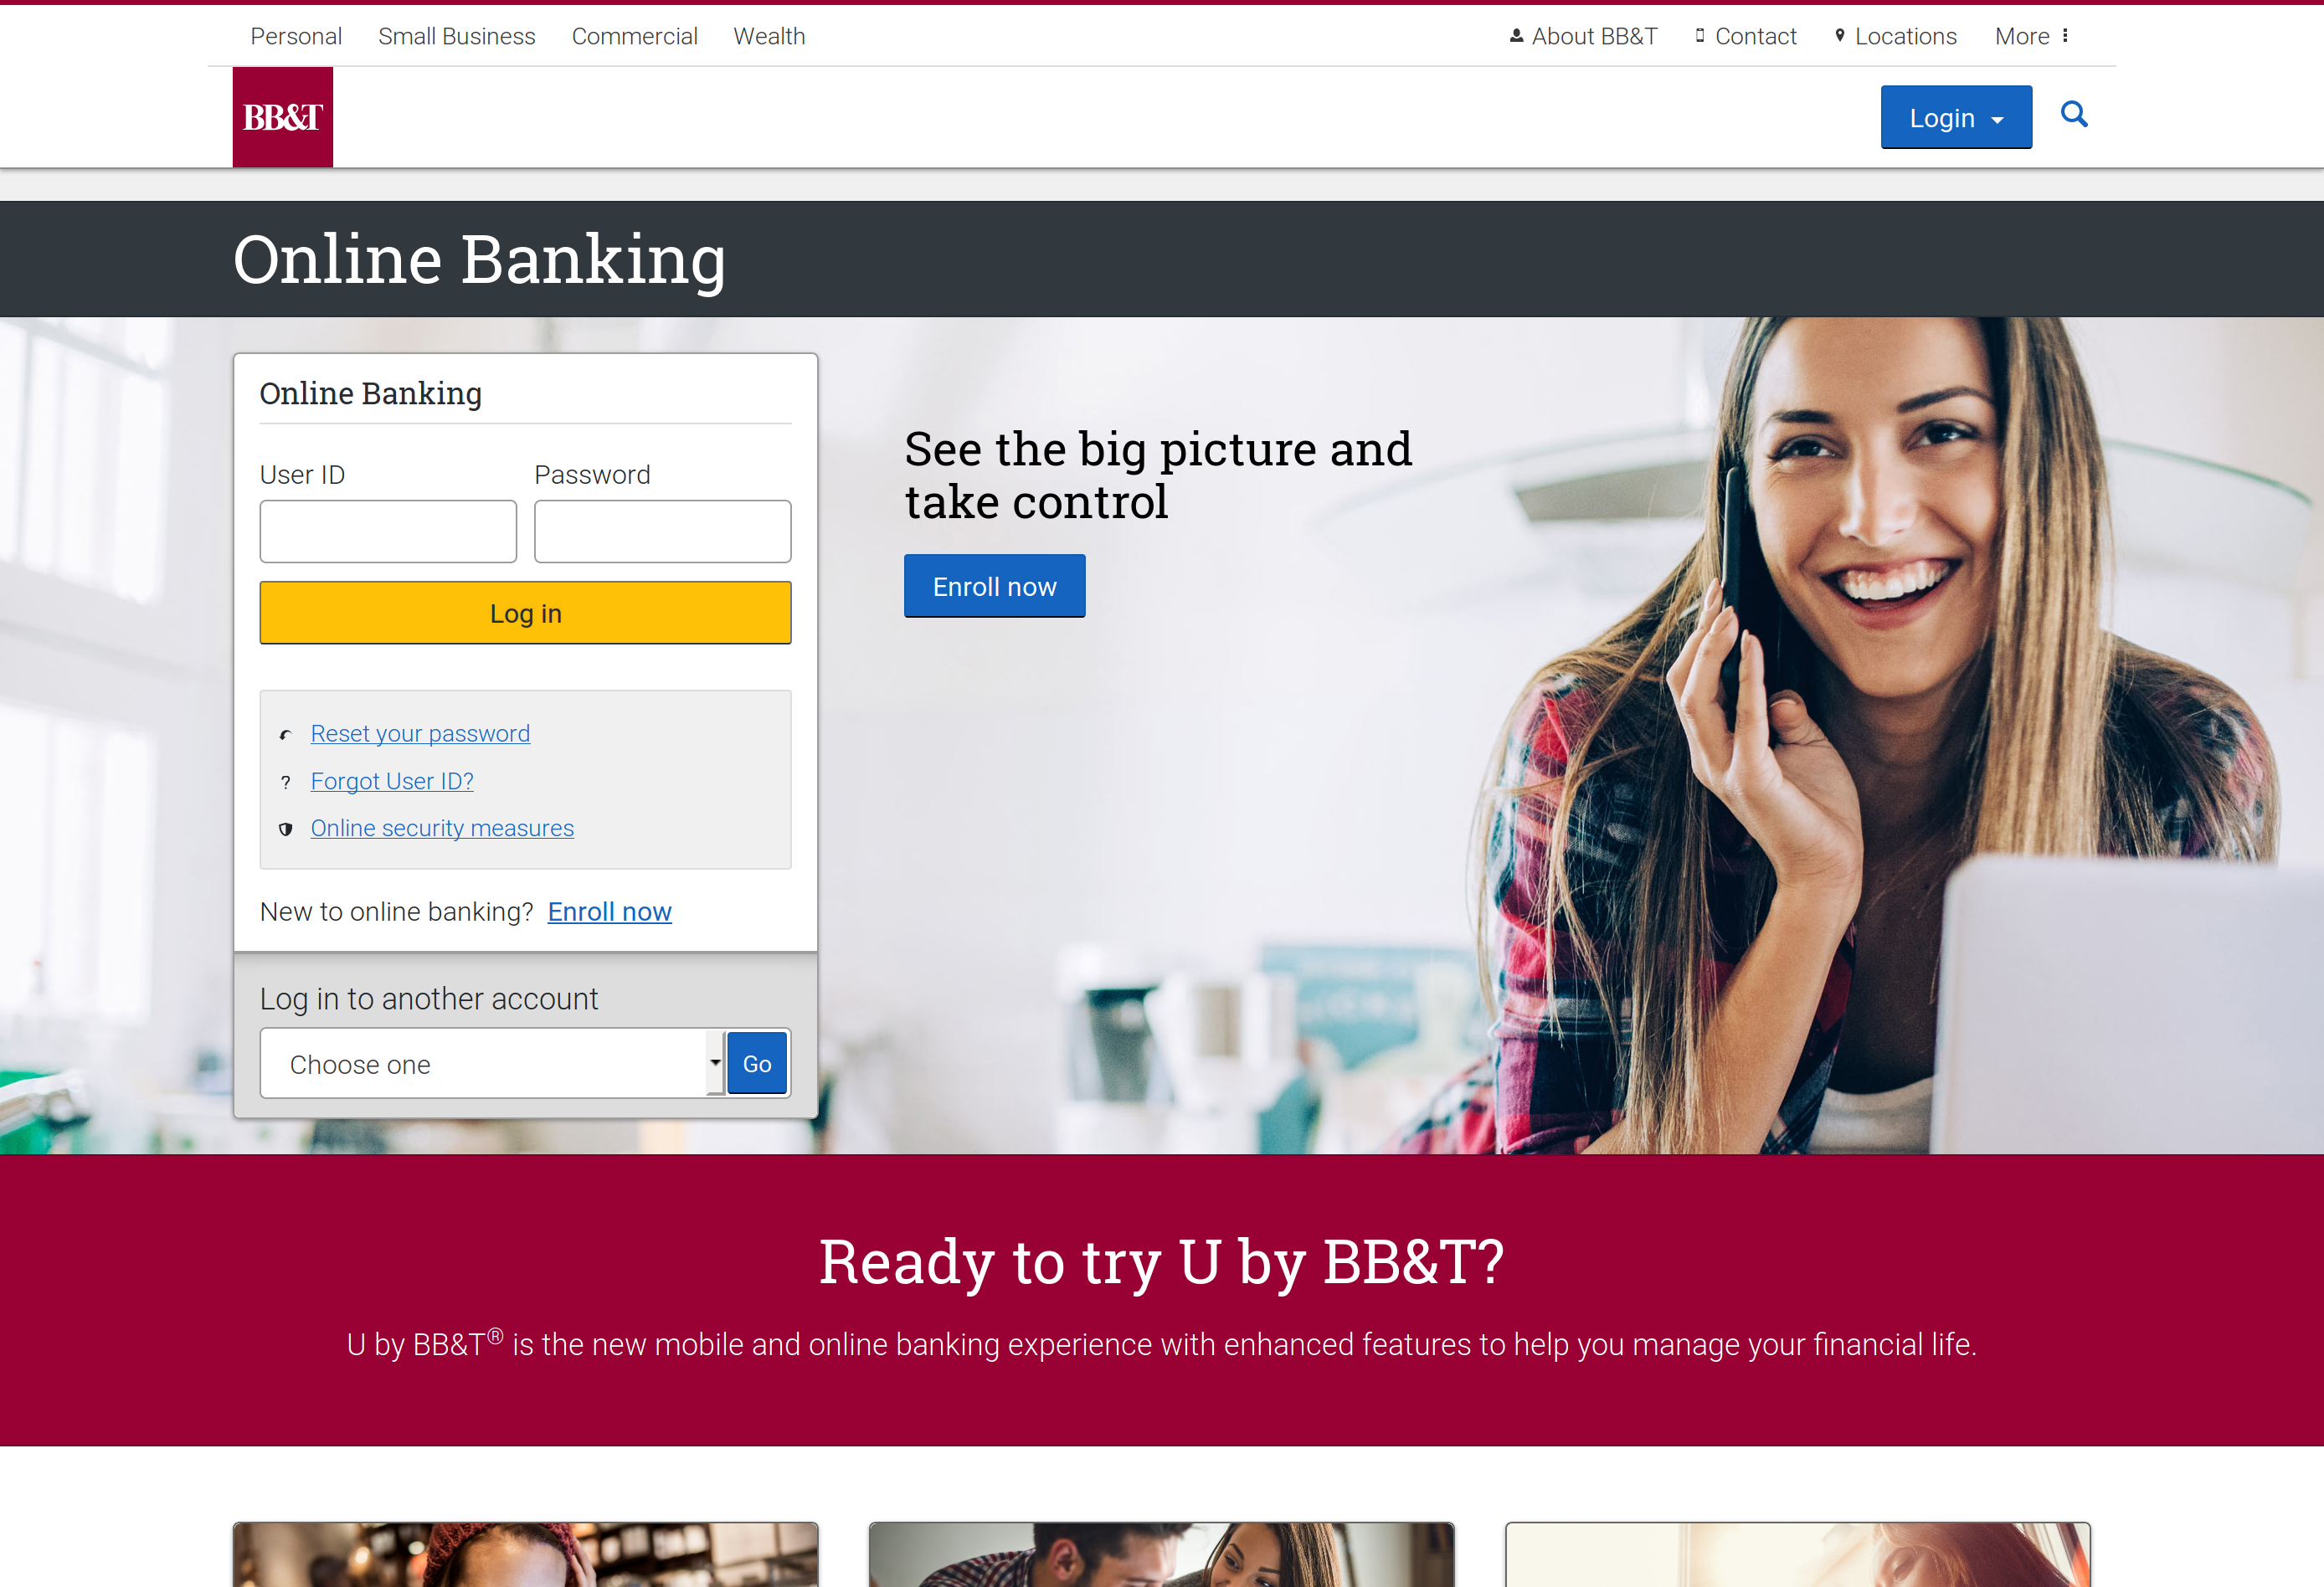 Personal Small Business Commercial Wealth About BB&T Contact Locations More
BB&T
Login
Online Banking
Online Banking
User ID Password
Log in
Reset your password
? Forgot User ID?
Online security measures
New to online banking? Enroll now
Log in to another account
Choose one Go
See the big picture and
take control
Enroll now
Ready to try U by BB&T?
U by BB&T® is the new mobile and online banking experience with enhanced features to help you manage your financial life.